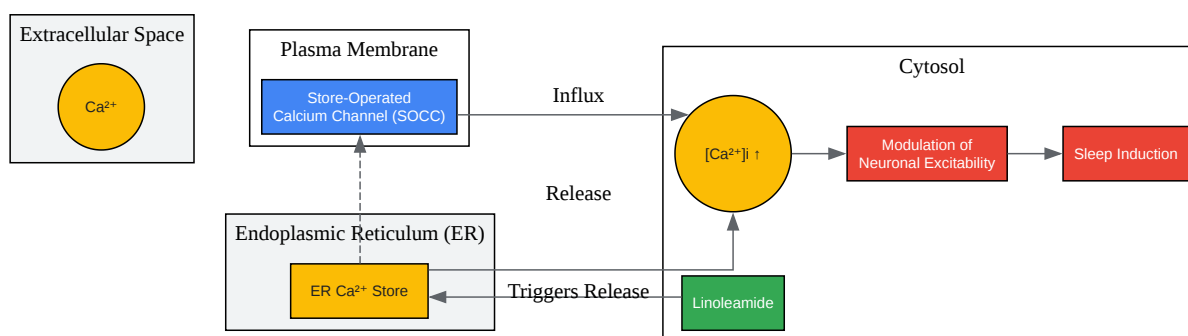 Extracellular Space
Ca²⁺
Plasma Membrane
Store-Operated
Calcium Channel (SOCC)
Influx
Cytosol
[Ca²⁺]i ↑
Modulation of
Neuronal Excitability
Sleep Induction
Release
Endoplasmic Reticulum (ER)
ER Ca²⁺ Store
Triggers Release
Linoleamide